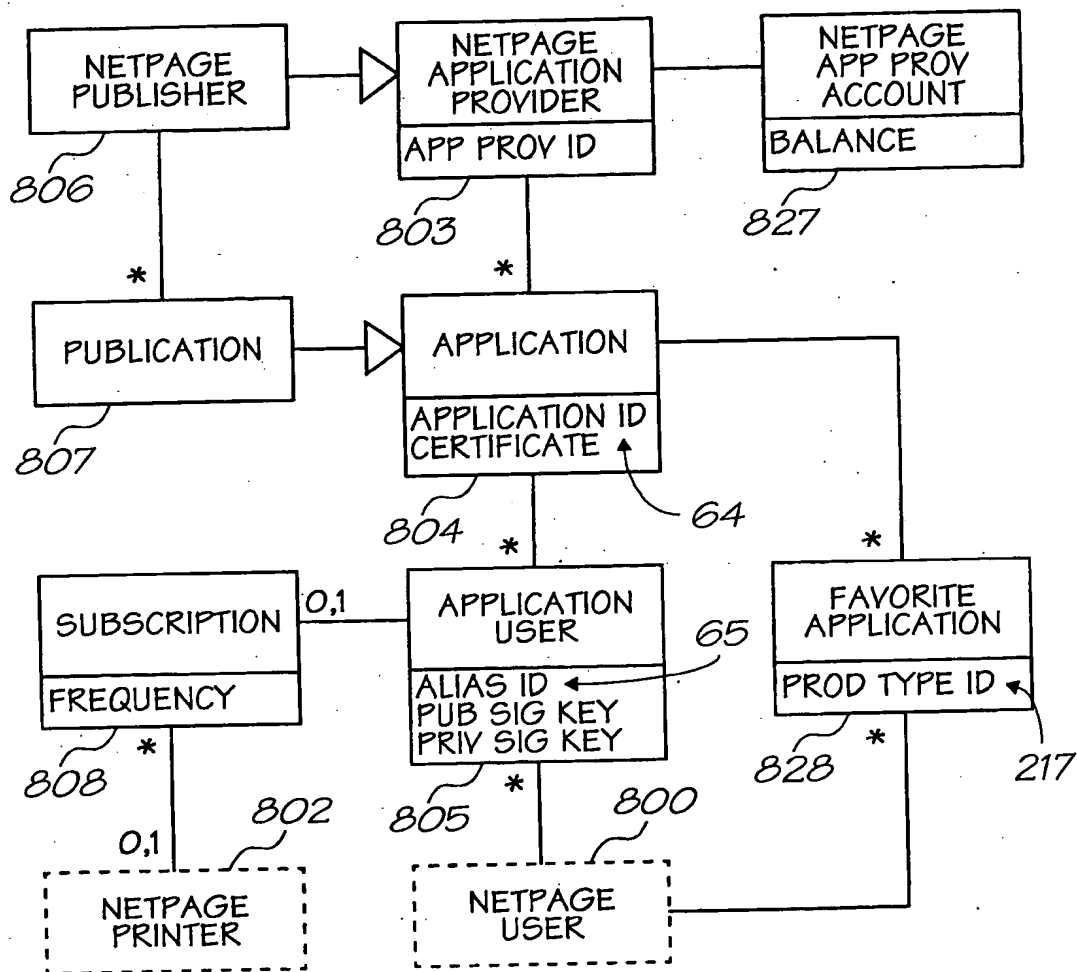 NETPAGE
PUBLISHER
806
NETPAGE
APPLICATION
PROVIDER
APP PROV ID
803
NETPAGE
APP PROV
ACCOUNT
BALANCE
827
*
*
PUBLICATION
807
APPLICATION
APPLICATION ID
CERTIFICATE
64
804
*
*
SUBSCRIPTION
FREQUENCY
808
0,1
APPLICATION
USER
65
ALIAS ID
PUB SIG KEY
PRIV SIG KEY
805
FAVORITE
APPLICATION
PROD TYPE ID
217
828
*
*
*
0,1
802
NETPAGE
PRINTER
800
NETPAGE
USER